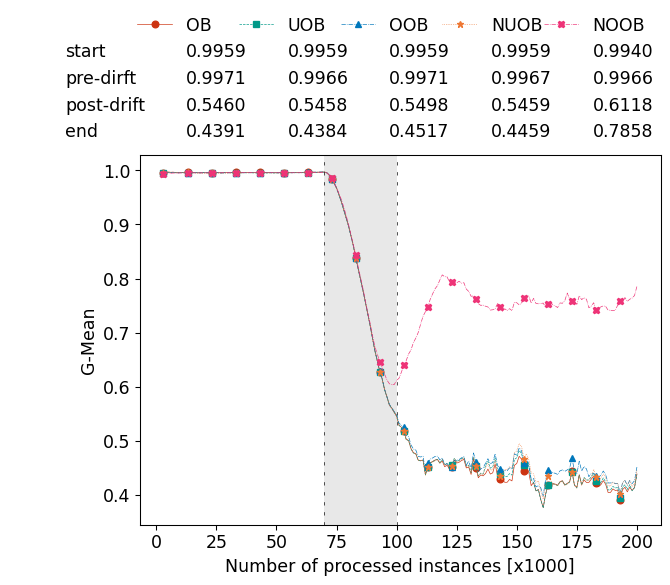 OB UOB OOB NUOB NOOB
start 0.9959 0.9959 0.9959 0.9959 0.9940
pre-dirft 0.9971 0.9966 0.9971 0.9967 0.9966
post-drift 0.5460 0.5458 0.5498 0.5459 0.6118
end 0.4391 0.4384 0.4517 0.4459 0.7858
1.0
0.9
0.8
0.7
0.6
0.5
0.4
G-Mean
0 25 50 75 100 125 150 175 200
Number of processed instances [x1000]